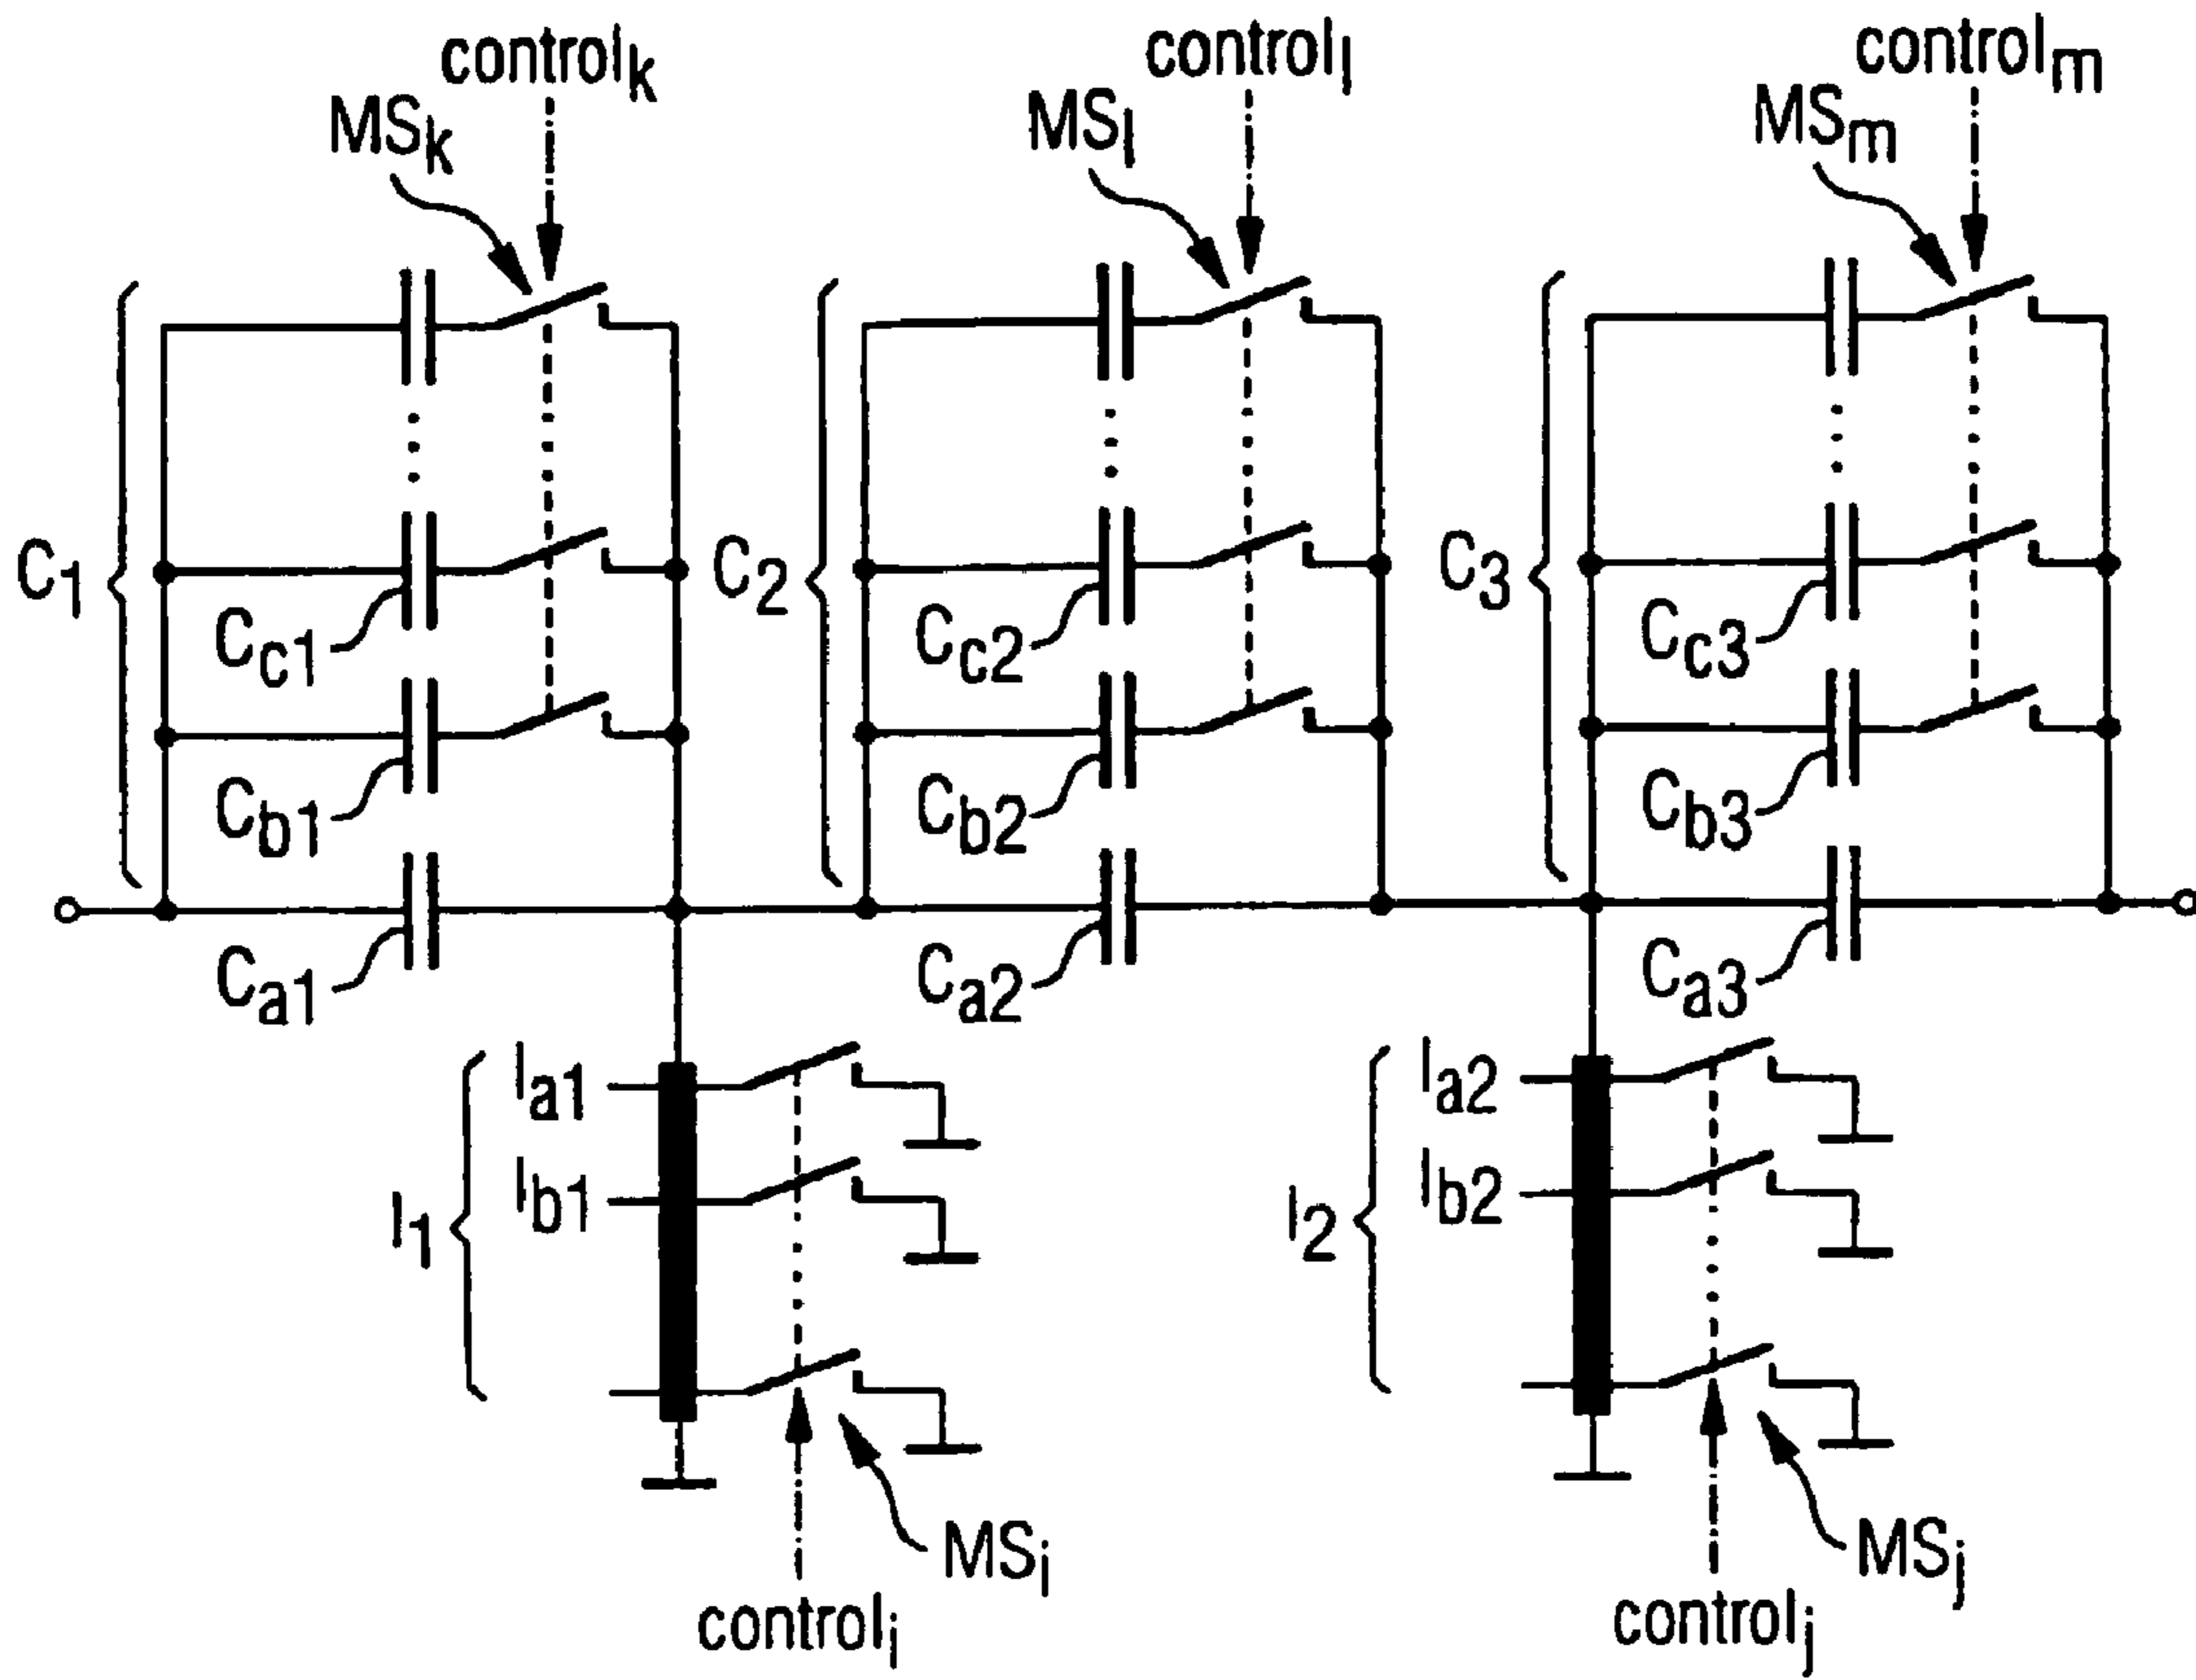 control_k
control_l
control_m
MS_k
MS_l
MS_m
C_1
C_2
C_3
C_c1
C_c2
C_c3
C_b1
C_b2
C_b3
C_a1
C_a2
C_a3
l_a1
l_a2
l_b1
l_b2
l_1
l_2
MS_i
MS_j
control_i
control_j